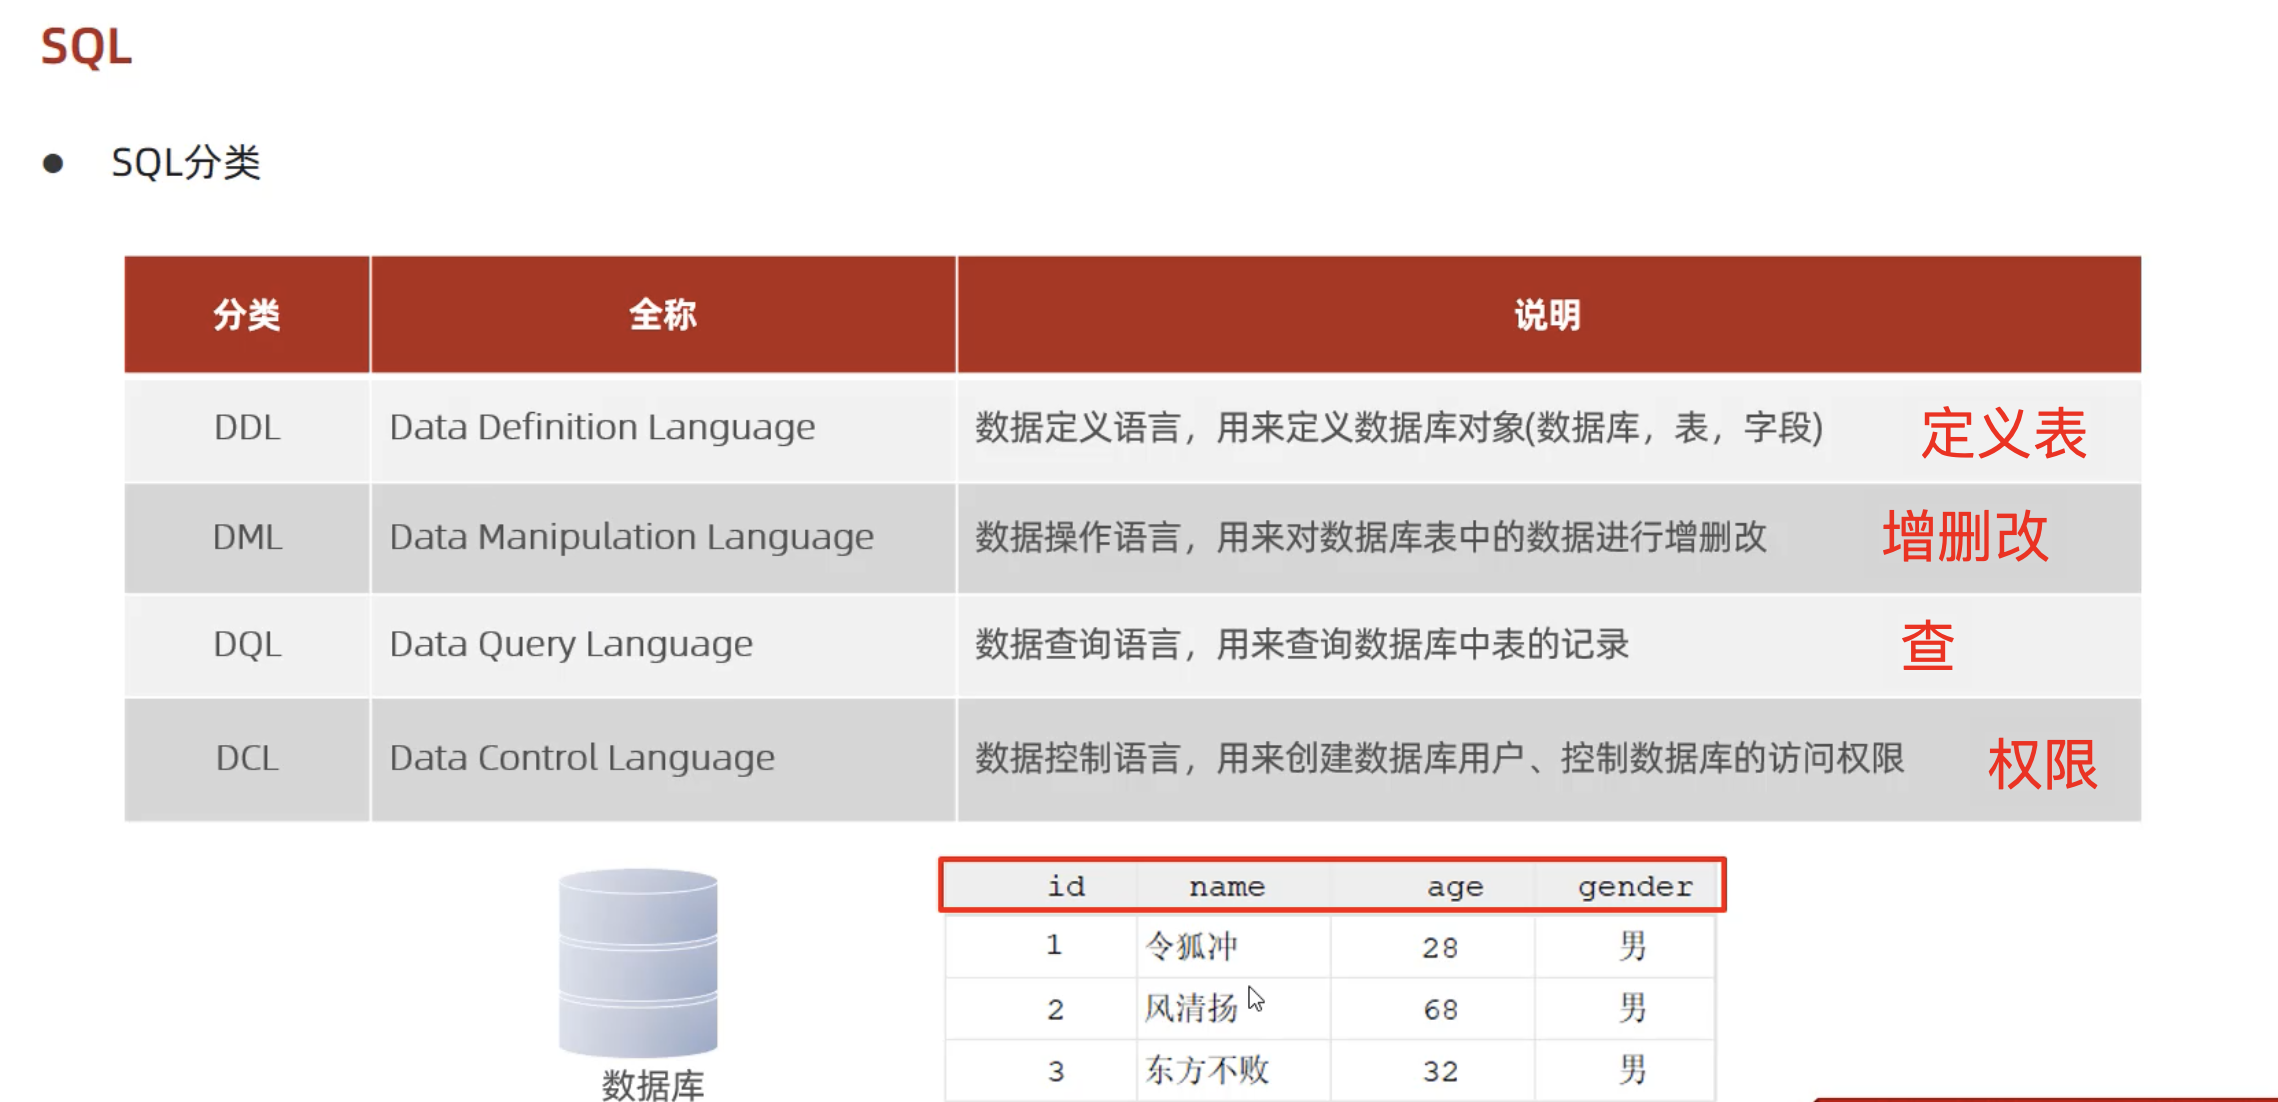 SQL
● SQL分类
分类 全称 说明
DDL Data Definition Language 数据定义语言，用来定义数据库对象(数据库，表，字段) 定义表
DML Data Manipulation Language 数据操作语言，用来对数据库表中的数据进行增删改 增删改
DQL Data Query Language 数据查询语言，用来查询数据库中表的记录 查
DCL Data Control Language 数据控制语言，用来创建数据库用户、控制数据库的访问权限 权限
id name age gender
1 令狐冲 28 男
2 风清扬 68 男
3 东方不败 32 男
数据库